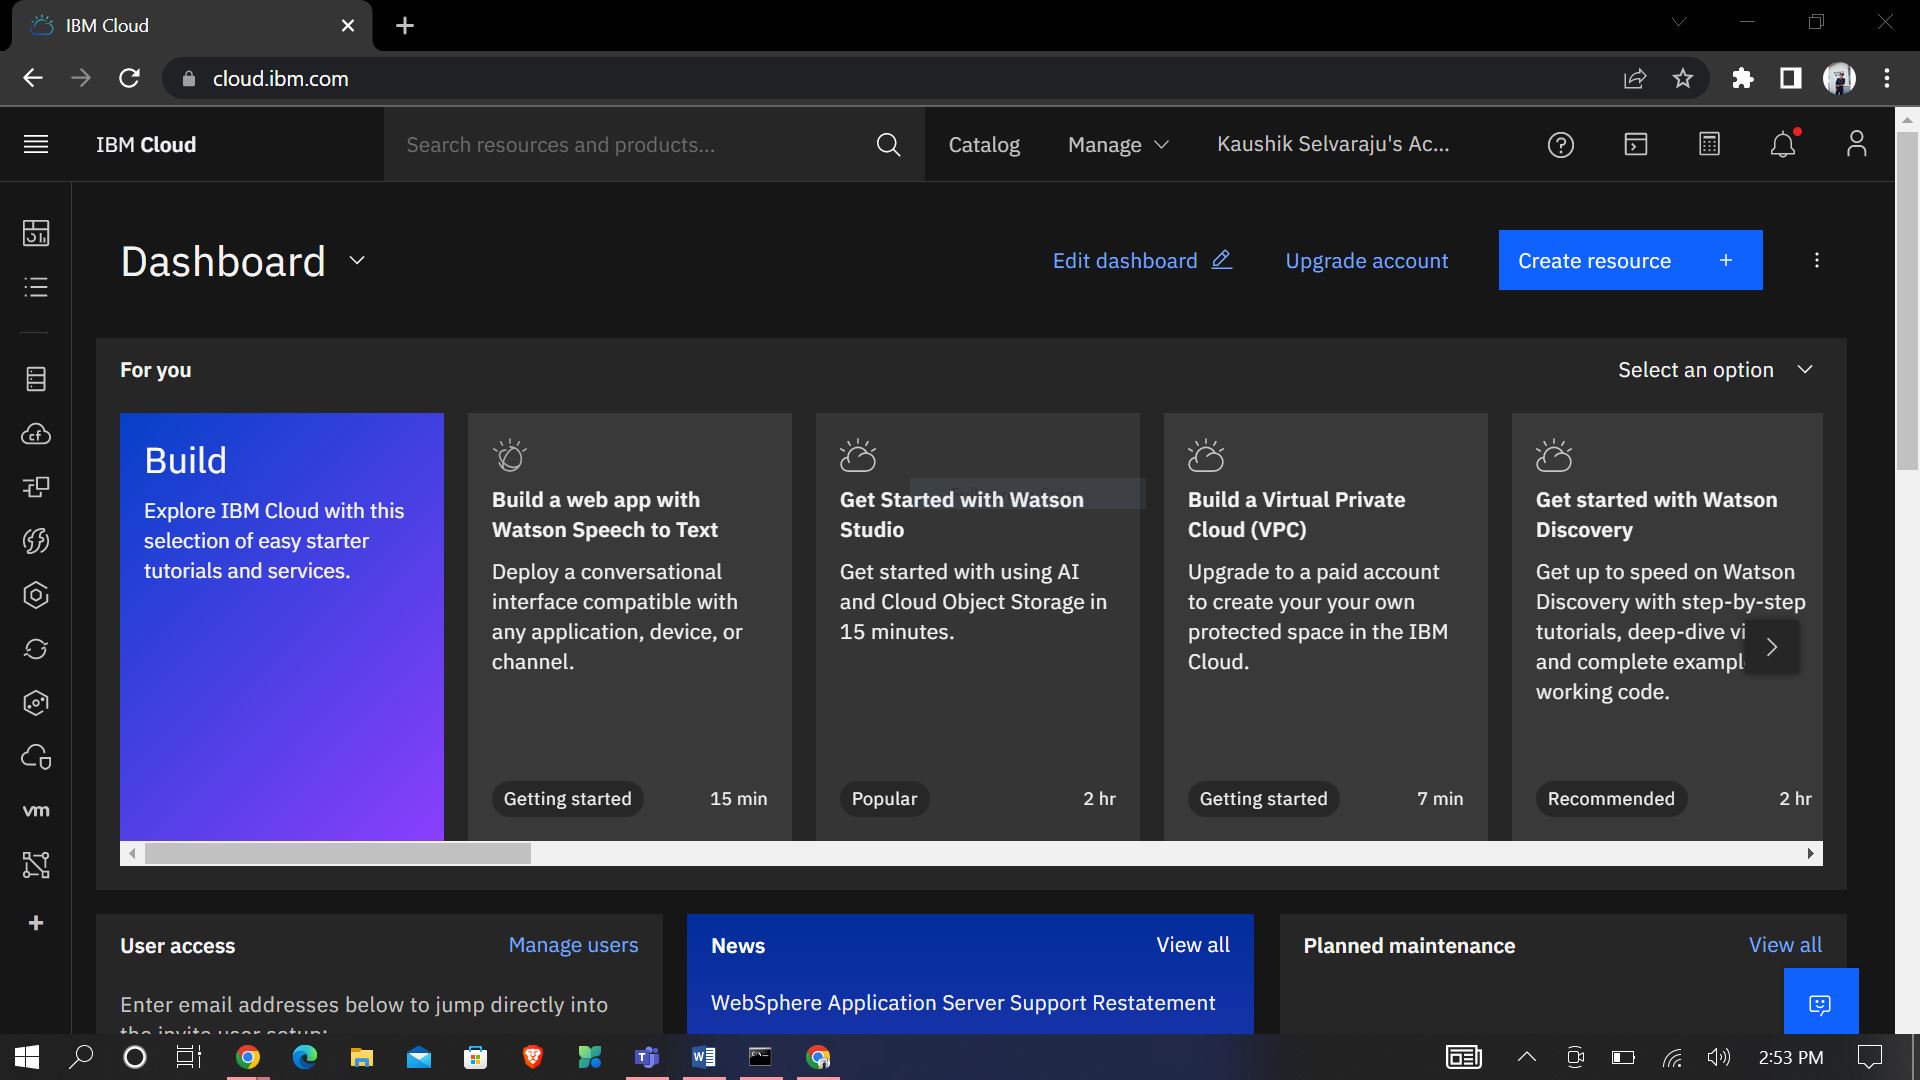 IBM Cloud
cloud.ibm.com
IBM Cloud
Search resources and products...
Catalog
Manage
Kaushik Selvaraju's Ac...
Dashboard
Edit dashboard
Upgrade account
Create resource +
For you
Select an option
Build
Explore IBM Cloud with this
selection of easy starter
tutorials and services.
Build a web app with
Watson Speech to Text
Deploy a conversational
interface compatible with
any application, device, or
channel.
Getting started
15 min
Get Started with Watson
Studio
Get started with using AI
and Cloud Object Storage in
15 minutes.
Popular
2 hr
Build a Virtual Private
Cloud (VPC)
Upgrade to a paid account
to create your your own
protected space in the IBM
Cloud.
Getting started
7 min
Get started with Watson
Discovery
Get up to speed on Watson
Discovery with step-by-step
tutorials, deep-dive
and complete
working code.
Recommended
2 hr
cf
vm
User access
Manage users
Enter email addresses below to jump directly into
the invite user setup:
News
View all
WebSphere Application Server Support Restatement
Planned maintenance
View all
2:53 PM